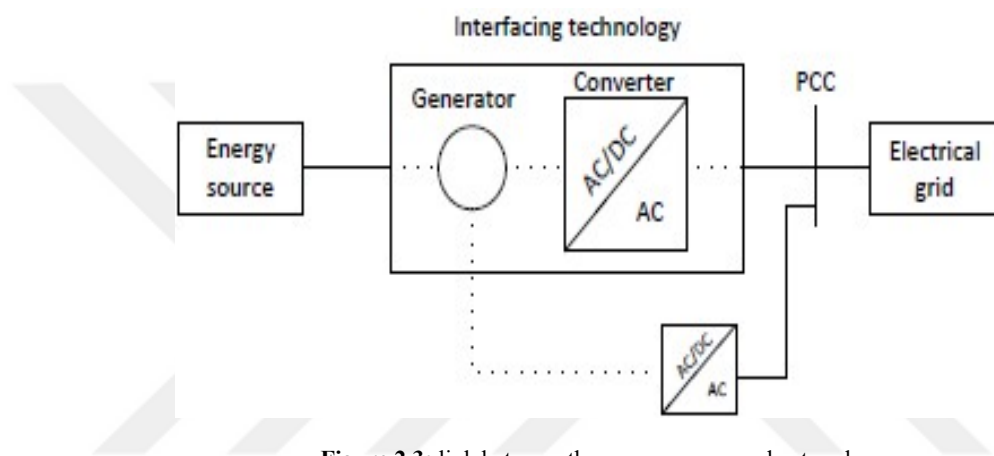 Interfacing technology
Generator
Converter
PCC
Energy
source
AC/DC
AC
Electrical
grid
AC/DC
AC